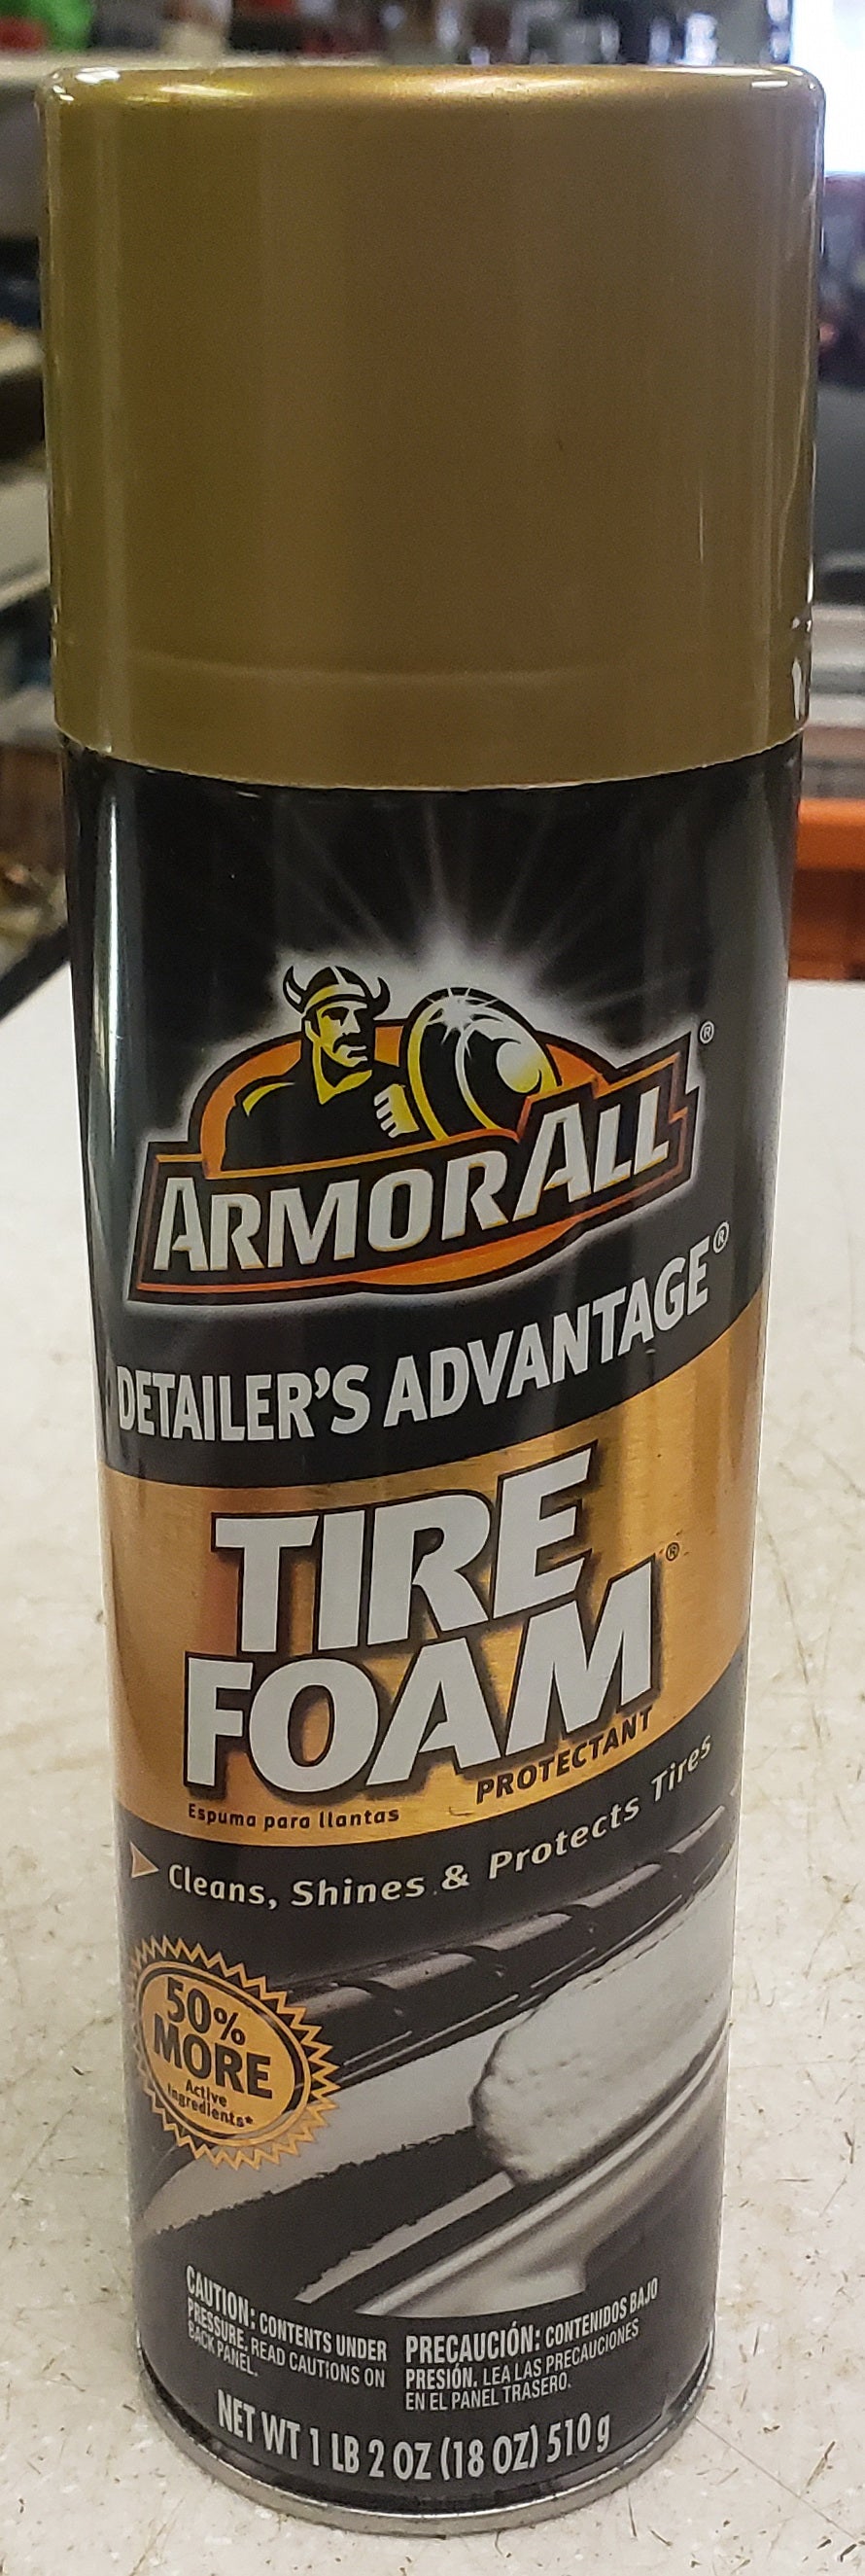 ARMOR ALL®
DETAILER'S ADVANTAGE®
TIRE
FOAM®
PROTECTANT
Espuma para llantas
Cleans, Shines & Protects Tires
50%
MORE
Active
Ingredients*
CAUTION: CONTENTS UNDER
PRESSURE. READ CAUTIONS ON
BACK PANEL.
PRECAUCIÓN: CONTENIDOS BAJO
PRESIÓN. LEA LAS PRECAUCIONES
EN EL PANEL TRASERO.
NET WT 1 LB 2 OZ (18 OZ) 510 g